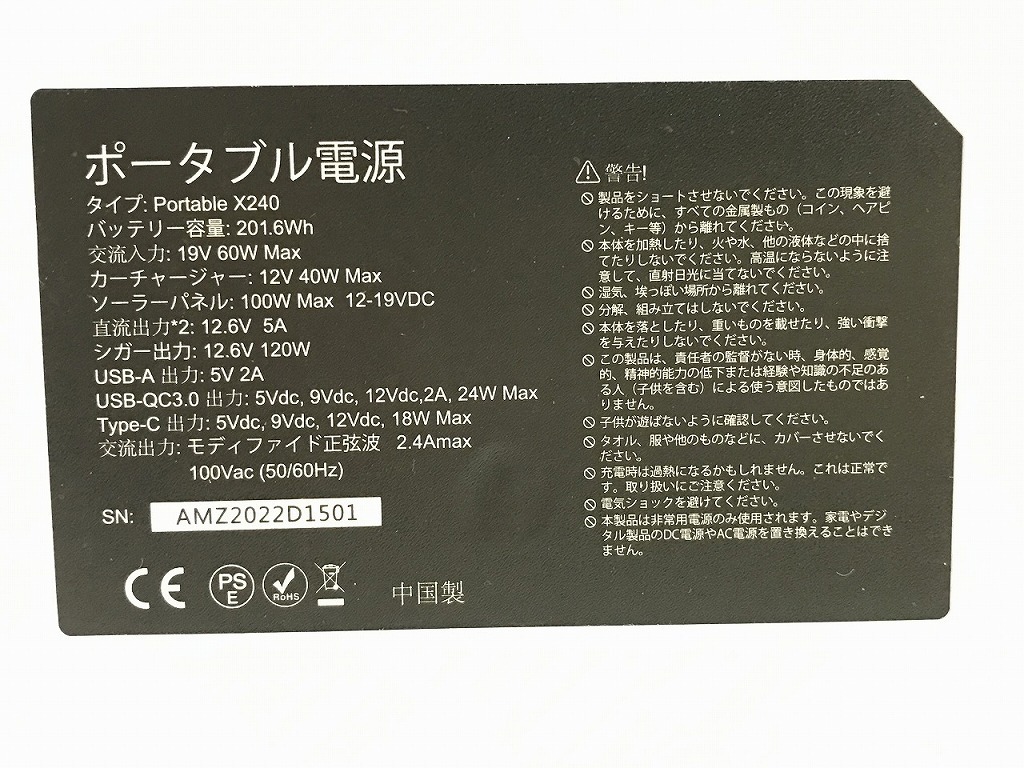 ポータブル電源
タイプ: Portable X240
バッテリー容量: 201.6Wh
交流入力: 19V 60W Max
カーチャージャー: 12V 40W Max
ソーラーパネル: 100W Max 12-19VDC
直流出力*2: 12.6V 5A
シガー出力: 12.6V 120W
USB-A 出力: 5V 2A
USB-QC3.0 出力: 5Vdc, 9Vdc, 12Vdc,2A, 24W Max
Type-C 出力: 5Vdc, 9Vdc, 12Vdc, 18W Max
交流出力: モディファイド正弦波 2.4Amax
100Vac (50/60Hz)
SN: AMZ2022D1501
CE PS E RoHS 中国製
警告!
製品をショートさせないでください。この現象を避
けるために、すべての金属製もの（コイン、ヘアピ
ン、キー等）から離れてください。
本体を加熱したり、火や水、他の液体などの中に捨
てたりしないでください。高温にならないように注
意して、直射日光に当てないでください。
湿気、埃っぽい場所から離れてください。
分解、組み立てはしないでください。
本体を落としたり、重いものを載せたり、強い衝撃
を与えたりしないでください。
この製品は、責任者の監督がない時、身体的、感覚
的、精神的能力の低下または経験や知識の不足のあ
る人（子供を含む）による使う意図したものではあ
りません。
子供が遊ばないように確認してください。
タオル、服や他のものなどに、カバーさせないでく
ださい。
充電時は過熱になるかもしれません。これは正常で
す。取り扱いにご注意ください。
電気ショックを避けてください。
本製品は非常用電源のみ使用されます。家電やデジ
タル製品のDC電源やAC電源を置き換えることはでき
ません。